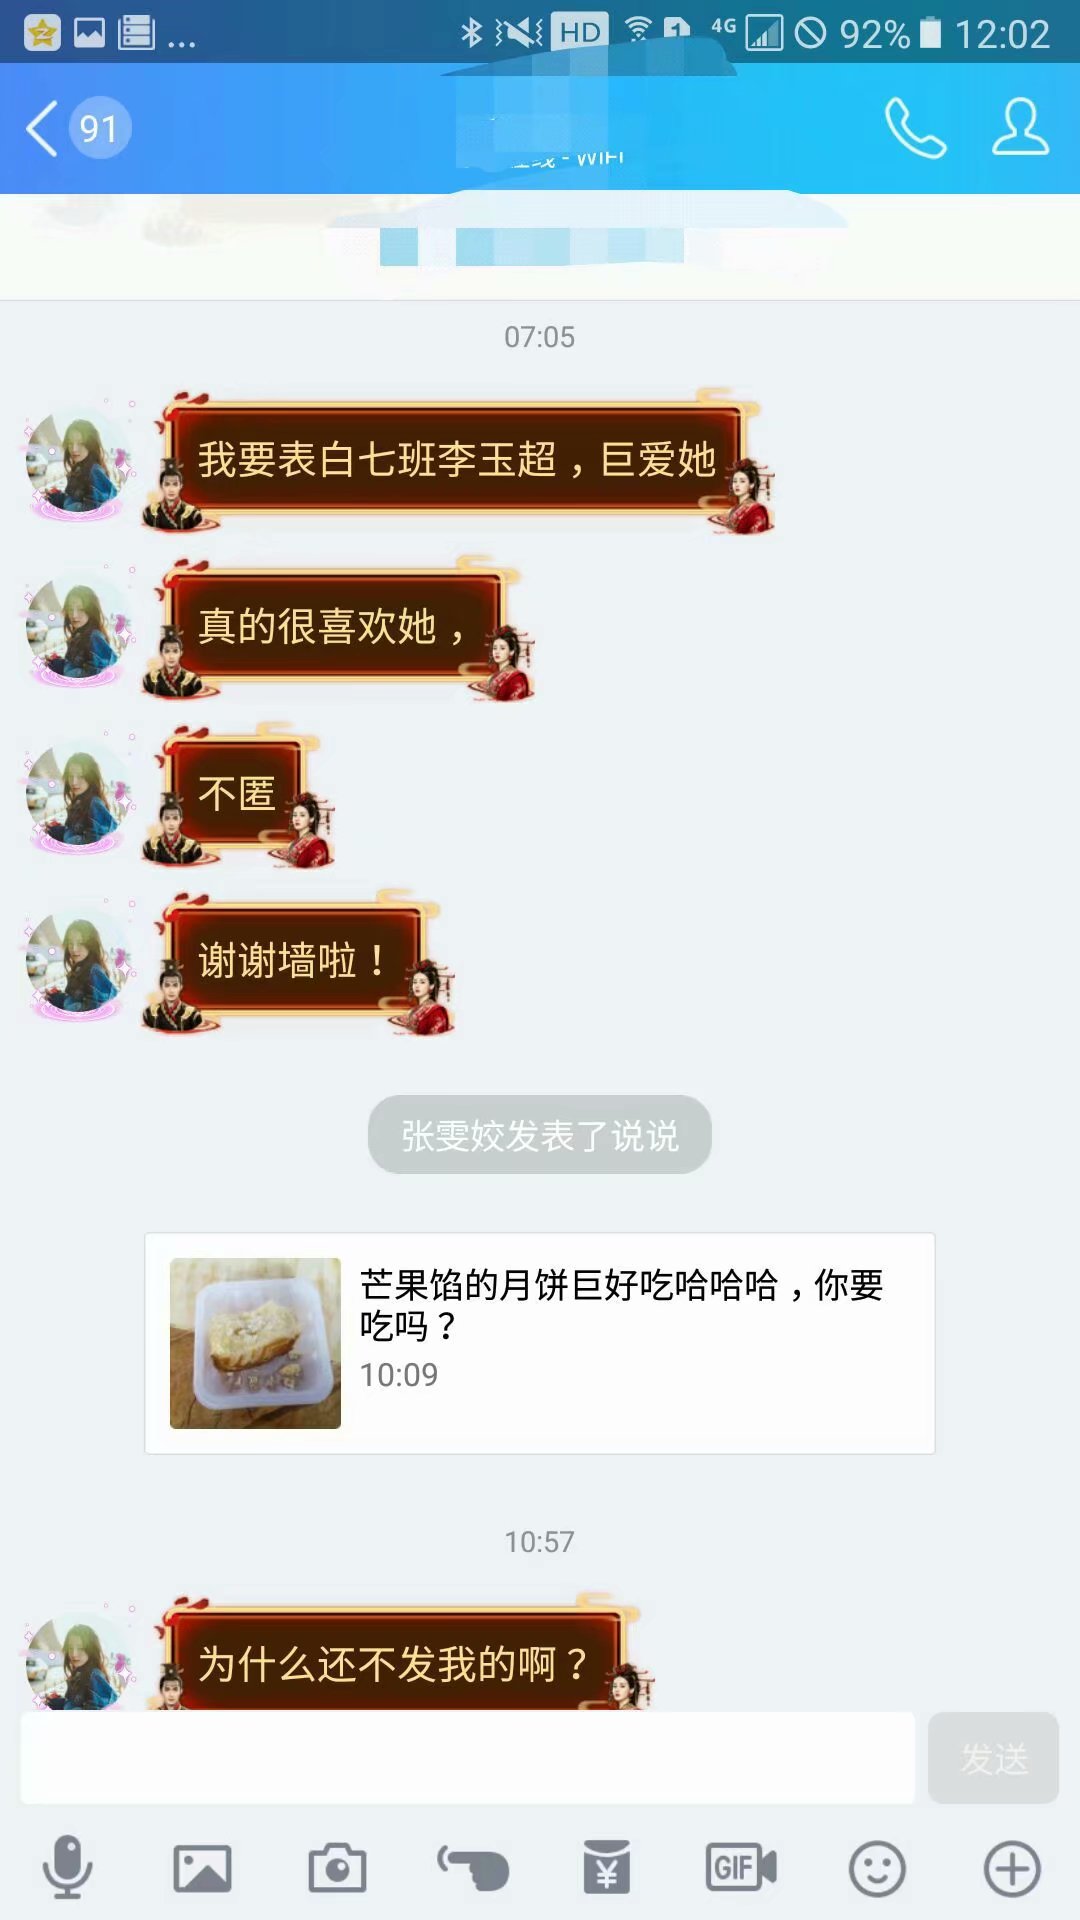 HD
1
4G
92%
12:02
91
- WIFI
07:05
我要表白七班李玉超，巨爱她
真的很喜欢她，
不匿
谢谢墙啦！
张雯姣发表了说说
芒果馅的月饼巨好吃哈哈哈，你要
吃吗？
10:09
10:57
为什么还不发我的啊？
发送
GIF